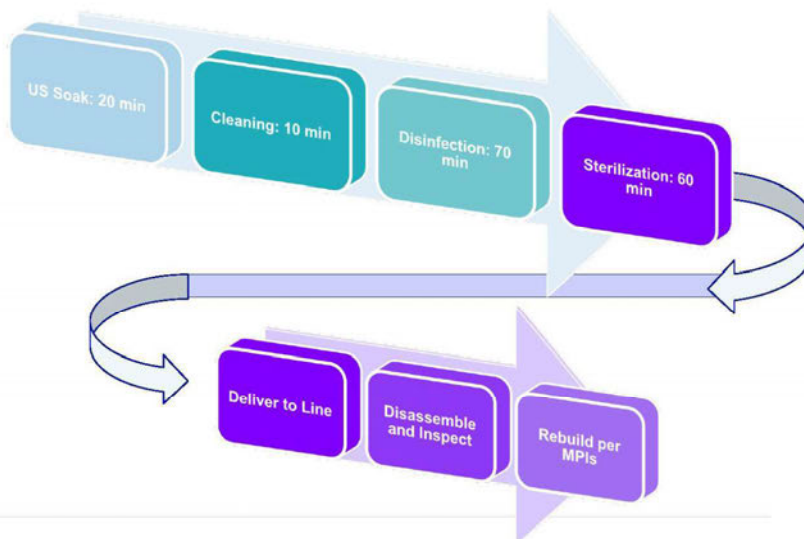 US Soak: 20 min
Cleaning: 10 min
Disinfection: 70
min
Sterilization: 60
min
Deliver to Line
Disassemble
and Inspect
Rebuild per
MPIs